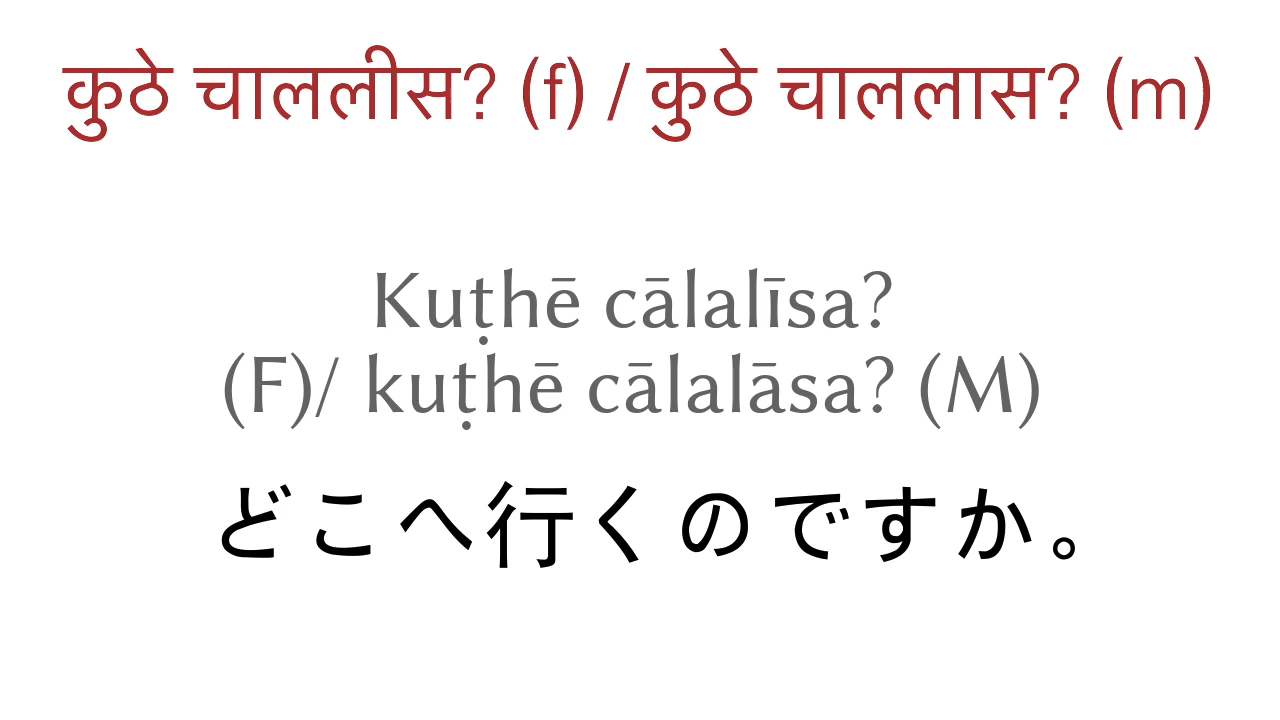 कुठे चाललीस? (f) / कुठे चाललास? (m)
Kuṭhē cālalīsa?
(F)/ kuṭhē cālalāsa? (M)
どこへ行くのですか。